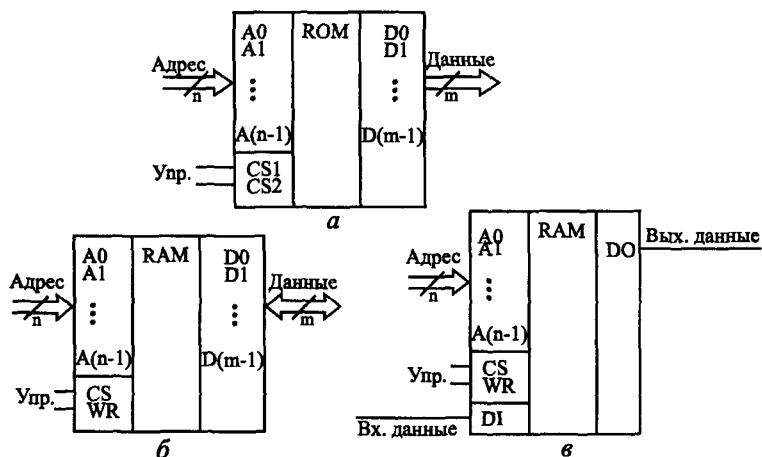 A0 ROM D0
A1 D1
Адрес Данные
n m
A(n-1) D(m-1)
Упр. CS1
CS2
а
A0 RAM D0
A1 D1
Адрес Данные
n m
A(n-1) D(m-1)
Упр. CS
WR
б
A0 RAM
A1 DO Вых. данные
Адрес
n
A(n-1)
Упр. CS
WR
Вх. данные DI
в